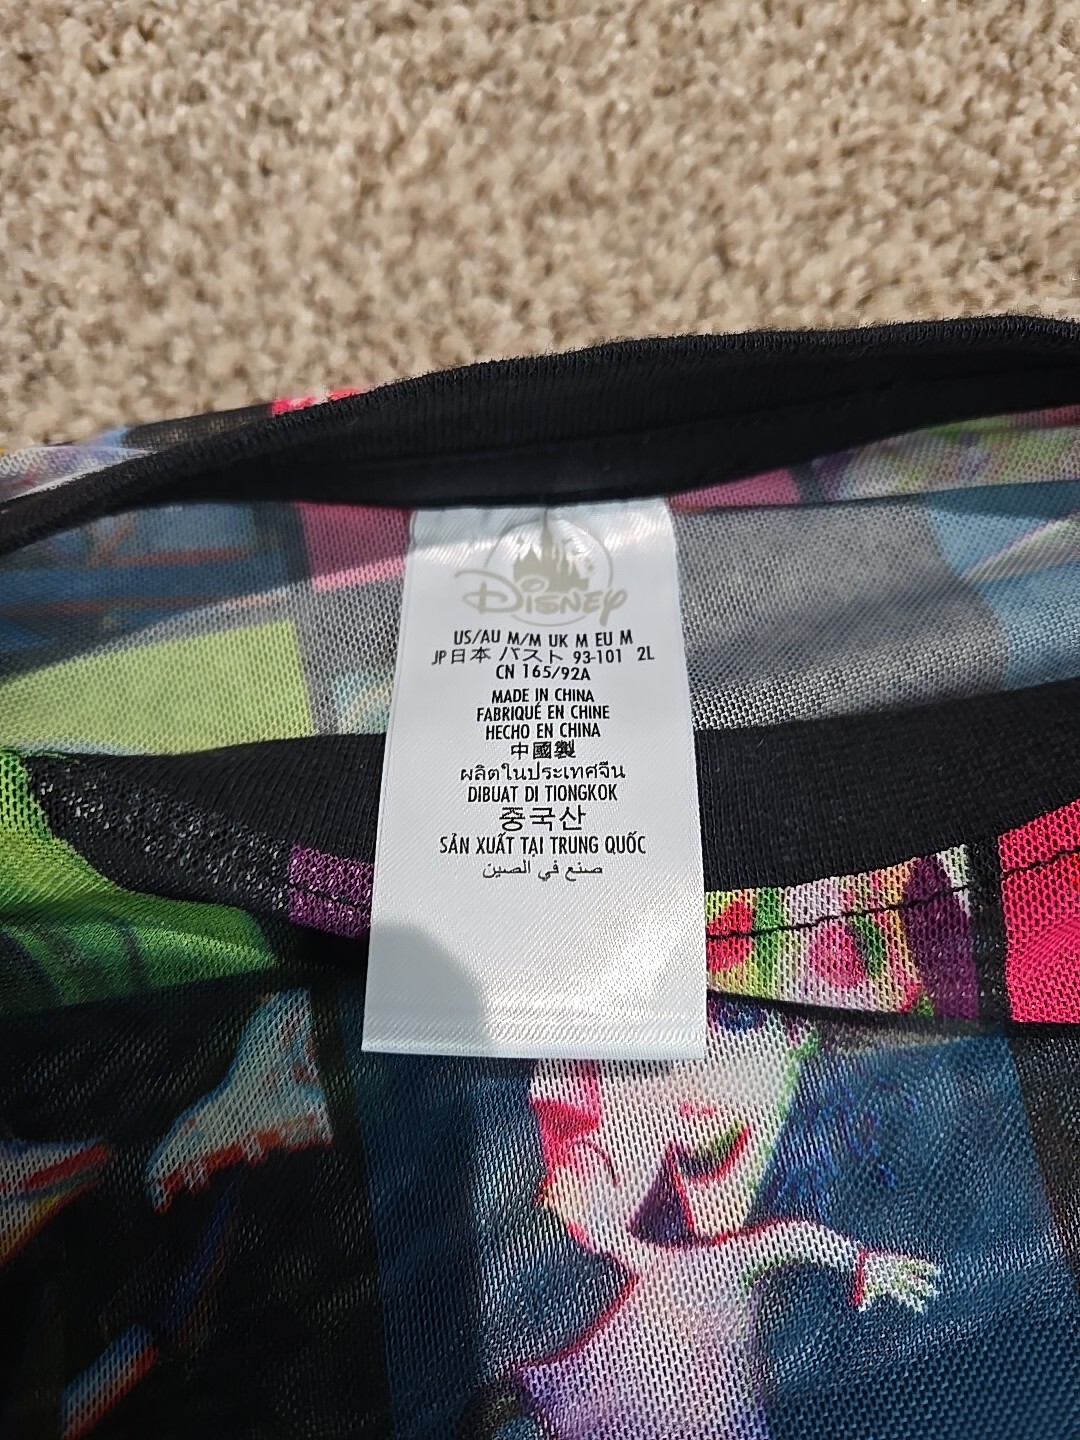 Disney
US/AU M/M UK M EU M
JP日本 バスト 93-101 2L
CN 165/92A
MADE IN CHINA
FABRIQUÉ EN CHINE
HECHO EN CHINA
中國製
ผลิตในประเทศจีน
DIBUAT DI TIONGKOK
중국산
SẢN XUẤT TẠI TRUNG QUỐC
صنع في الصين